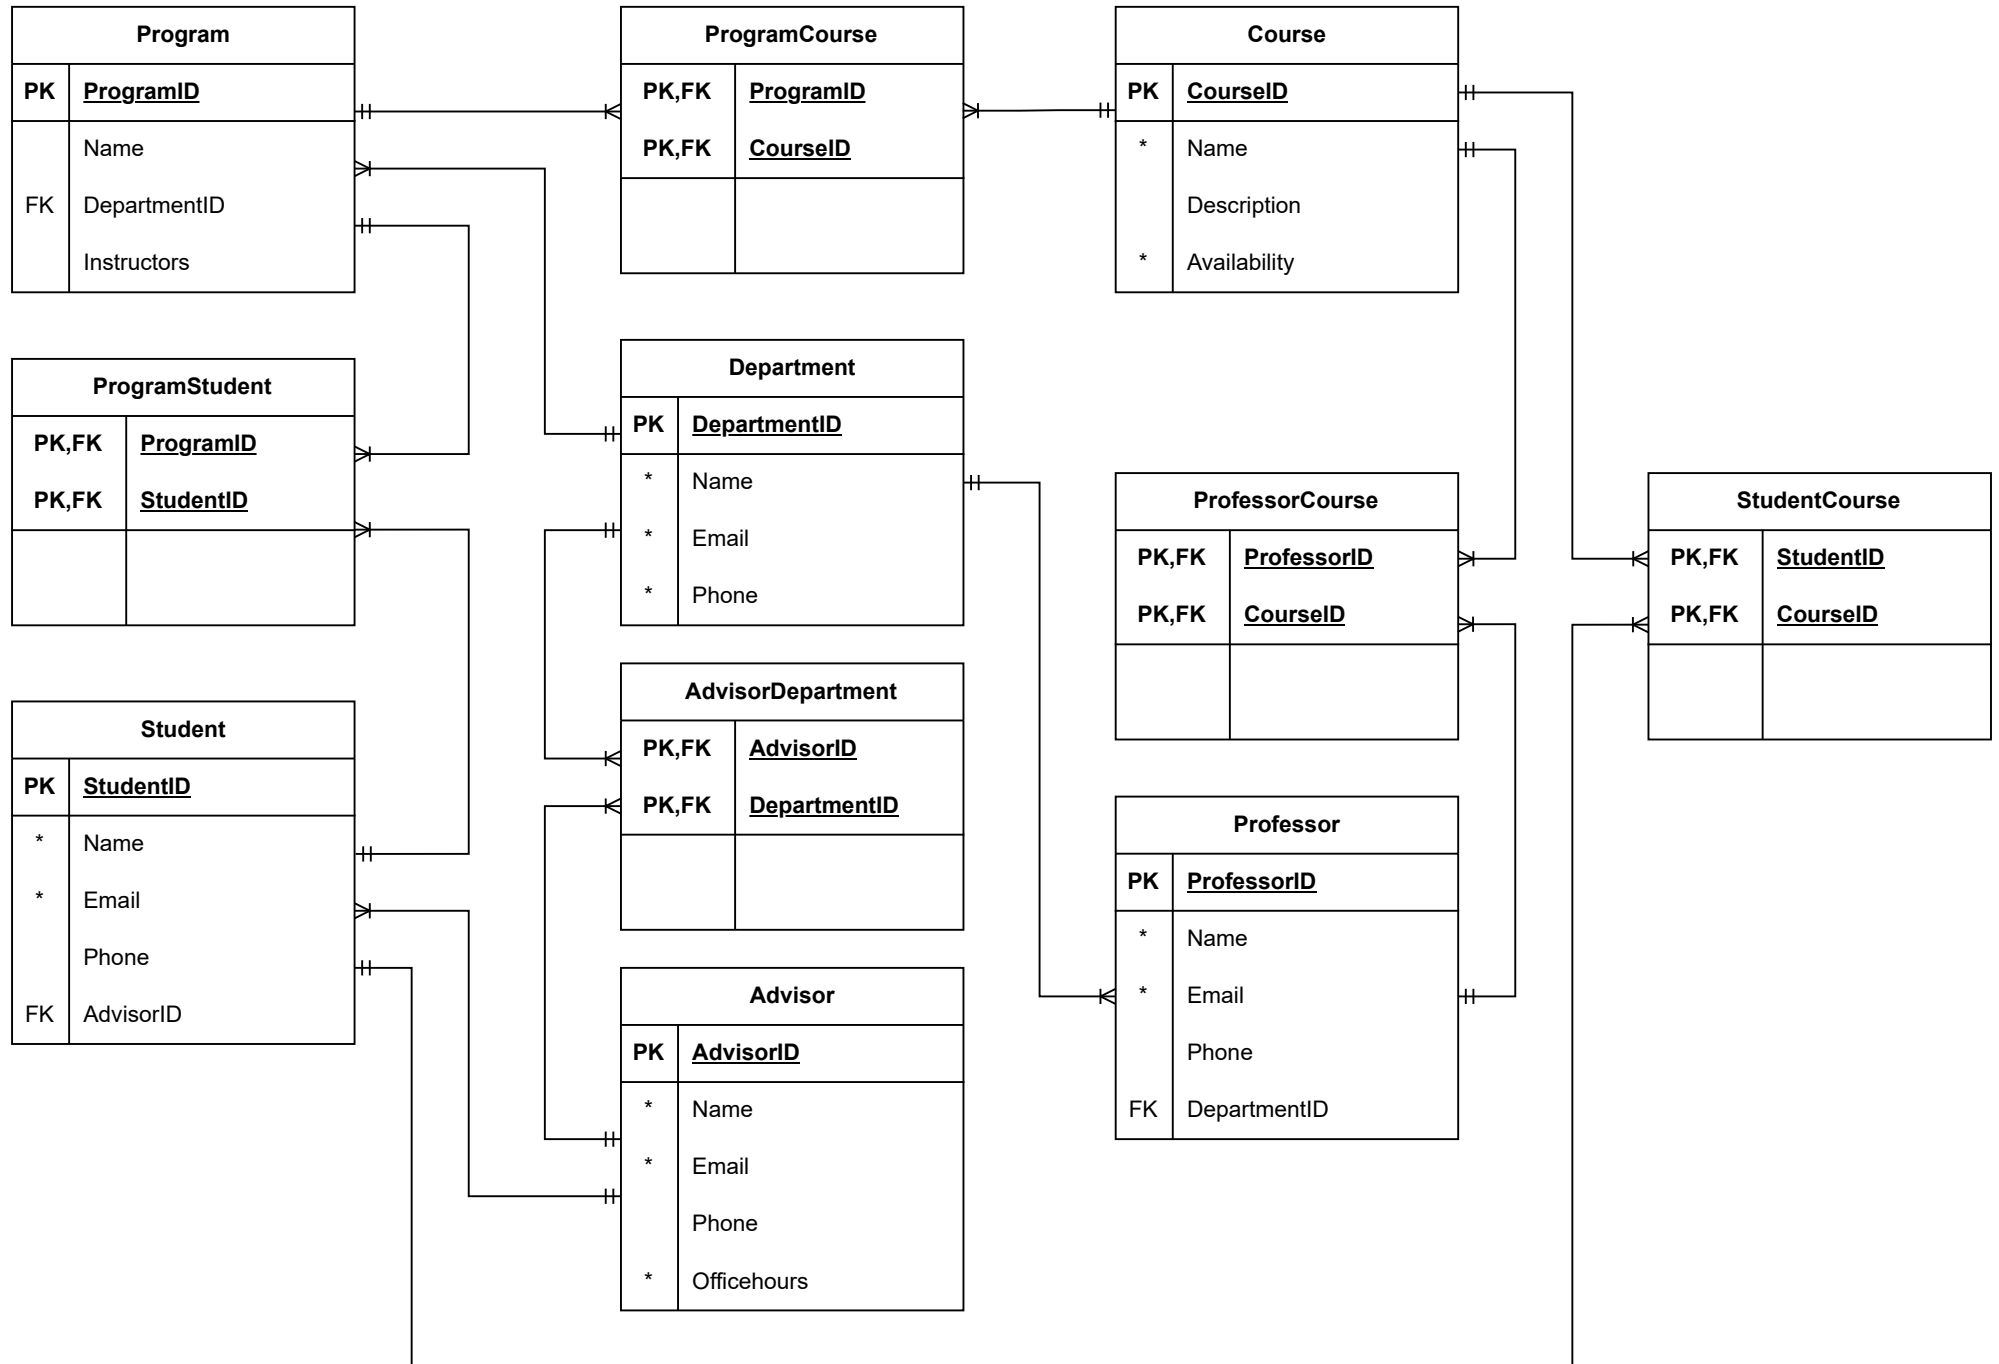 Program
PK ProgramID
Name
FK DepartmentID
Instructors
ProgramCourse
PK,FK ProgramID
PK,FK CourseID
Course
PK CourseID
* Name
Description
* Availability
ProgramStudent
PK,FK ProgramID
PK,FK StudentID
Department
PK DepartmentID
* Name
* Email
* Phone
ProfessorCourse
PK,FK ProfessorID
PK,FK CourseID
StudentCourse
PK,FK StudentID
PK,FK CourseID
Student
PK StudentID
* Name
* Email
Phone
FK AdvisorID
AdvisorDepartment
PK,FK AdvisorID
PK,FK DepartmentID
Professor
PK ProfessorID
* Name
* Email
Phone
FK DepartmentID
Advisor
PK AdvisorID
* Name
* Email
Phone
* Officehours